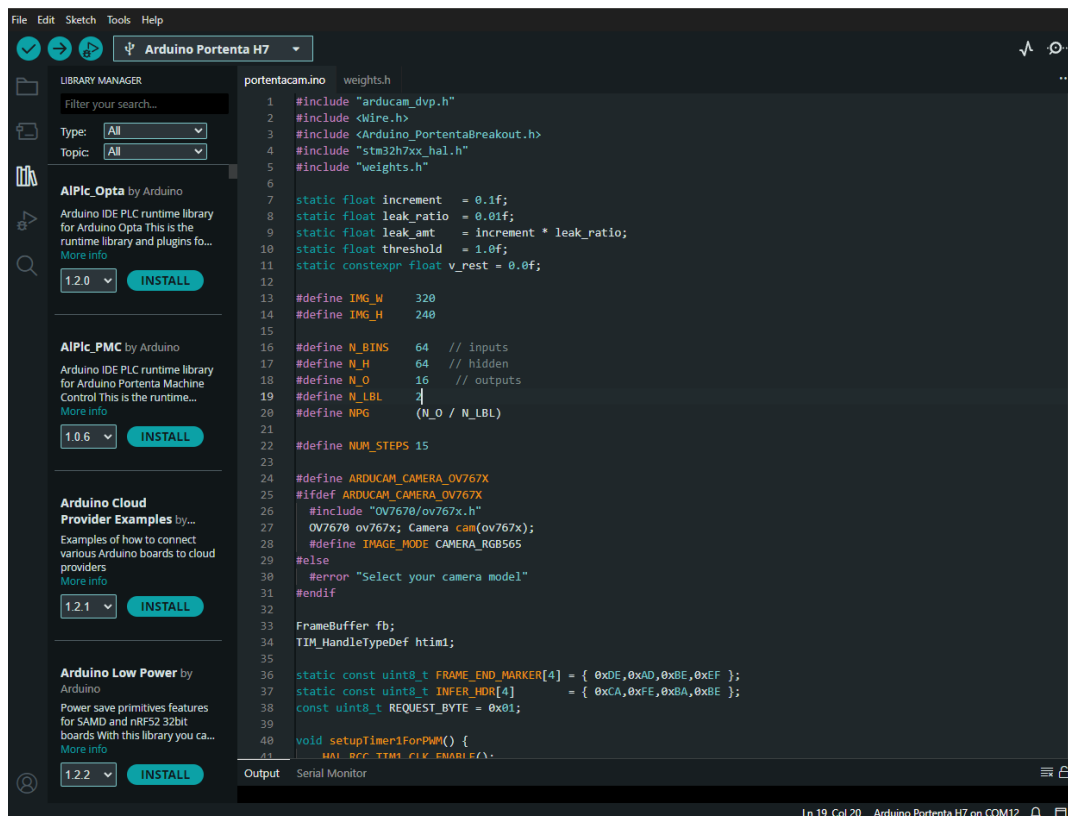 File Edit Sketch Tools Help
Arduino Portenta H7
LIBRARY MANAGER
Filter your search...
Type: All
Topic: All
AlPlc_Opta by Arduino
Arduino IDE PLC runtime library
for Arduino Opta This is the
runtime library and plugins fo...
More info
1.2.0 INSTALL
AlPlc_PMC by Arduino
Arduino IDE PLC runtime library
for Arduino Portenta Machine
Control This is the runtime...
More info
1.0.6 INSTALL
Arduino Cloud
Provider Examples by...
Examples of how to connect
various Arduino boards to cloud
providers
More info
1.2.1 INSTALL
Arduino Low Power by
Arduino
Power save primitives features
for SAMD and nRF52 32bit
boards With this library you ca...
More info
1.2.2 INSTALL
portentacam.ino weights.h
1 #include "arducam_dvp.h"
2 #include <Wire.h>
3 #include <Arduino_PortentaBreakout.h>
4 #include "stm32h7xx_hal.h"
5 #include "weights.h"
6
7 static float increment   = 0.1f;
8 static float leak_ratio  = 0.01f;
9 static float leak_amt    = increment * leak_ratio;
10 static float threshold   = 1.0f;
11 static constexpr float v_rest = 0.0f;
12
13 #define IMG_W     320
14 #define IMG_H     240
15
16 #define N_BINS    64   // inputs
17 #define N_H       64   // hidden
18 #define N_O       16    // outputs
19 #define N_LBL     2
20 #define NPG       (N_O / N_LBL)
21
22 #define NUM_STEPS 15
23
24 #define ARDUCAM_CAMERA_OV767X
25 #ifdef ARDUCAM_CAMERA_OV767X
26   #include "OV7670/ov767x.h"
27   OV7670 ov767x; Camera cam(ov767x);
28   #define IMAGE_MODE CAMERA_RGB565
29 #else
30   #error "Select your camera model"
31 #endif
32
33 FrameBuffer fb;
34 TIM_HandleTypeDef htim1;
35
36 static const uint8_t FRAME_END_MARKER[4] = { 0xDE,0xAD,0xBE,0xEF };
37 static const uint8_t INFER_HDR[4]        = { 0xCA,0xFE,0xBA,0xBE };
38 const uint8_t REQUEST_BYTE = 0x01;
39
40 void setupTimer1ForPWM() {
41
Output Serial Monitor
Ln 19, Col 20 Arduino Portenta H7 on COM12